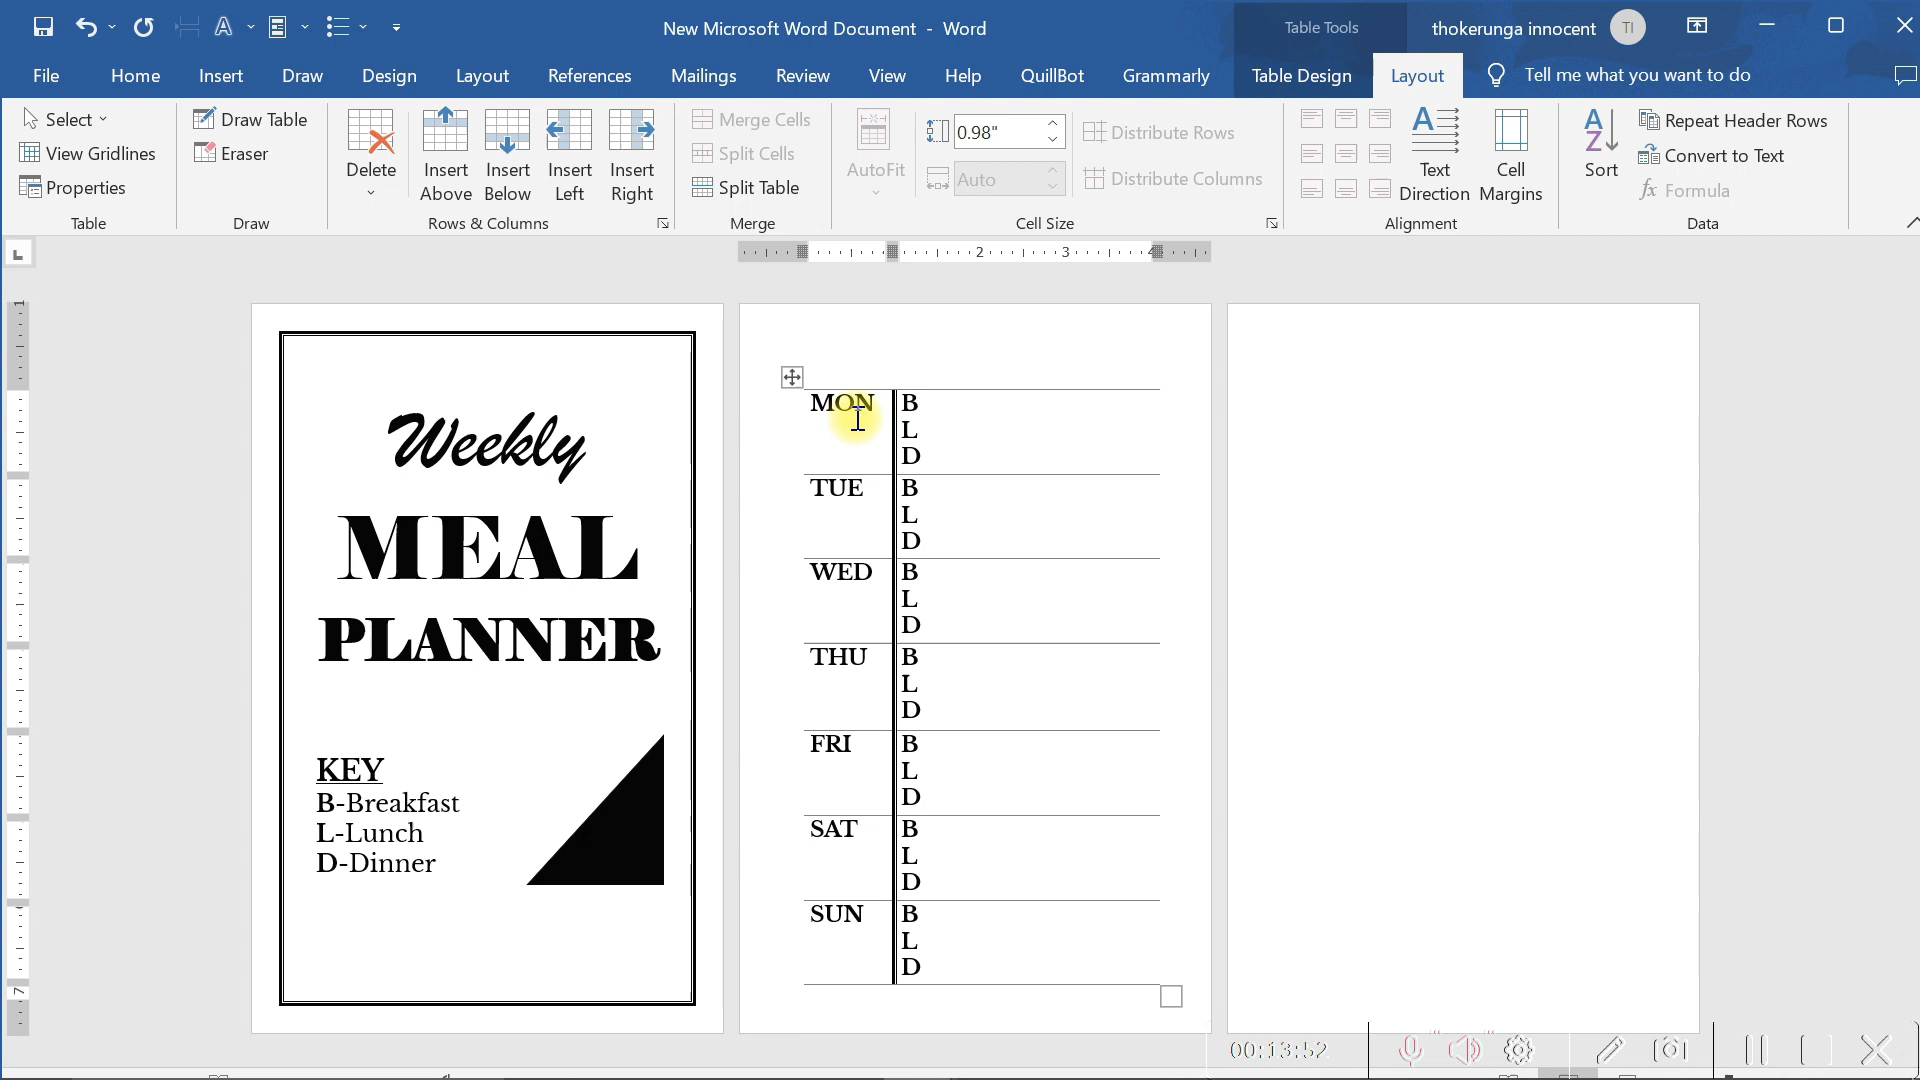 New Microsoft Word Document - Word
Table Tools
thokerunga innocent
TI
File Home Insert Draw Design Layout References Mailings Review View Help QuillBot Grammarly Table Design Layout Tell me what you want to do
Select
View Gridlines
Properties
Table
Draw Table
Eraser
Draw
Delete
Insert Above
Insert Below
Insert Left
Insert Right
Rows & Columns
Merge Cells
Split Cells
Split Table
Merge
AutoFit
0.98"
Auto
Distribute Rows
Distribute Columns
Cell Size
Text Direction
Cell Margins
Alignment
Sort
Repeat Header Rows
Convert to Text
Formula
Data
2 3 4
1
7
Weekly
MEAL
PLANNER
KEY
B-Breakfast
L-Lunch
D-Dinner
MON B
L
D
TUE B
L
D
WED B
L
D
THU B
L
D
FRI B
L
D
SAT B
L
D
SUN B
L
D
00:13:52